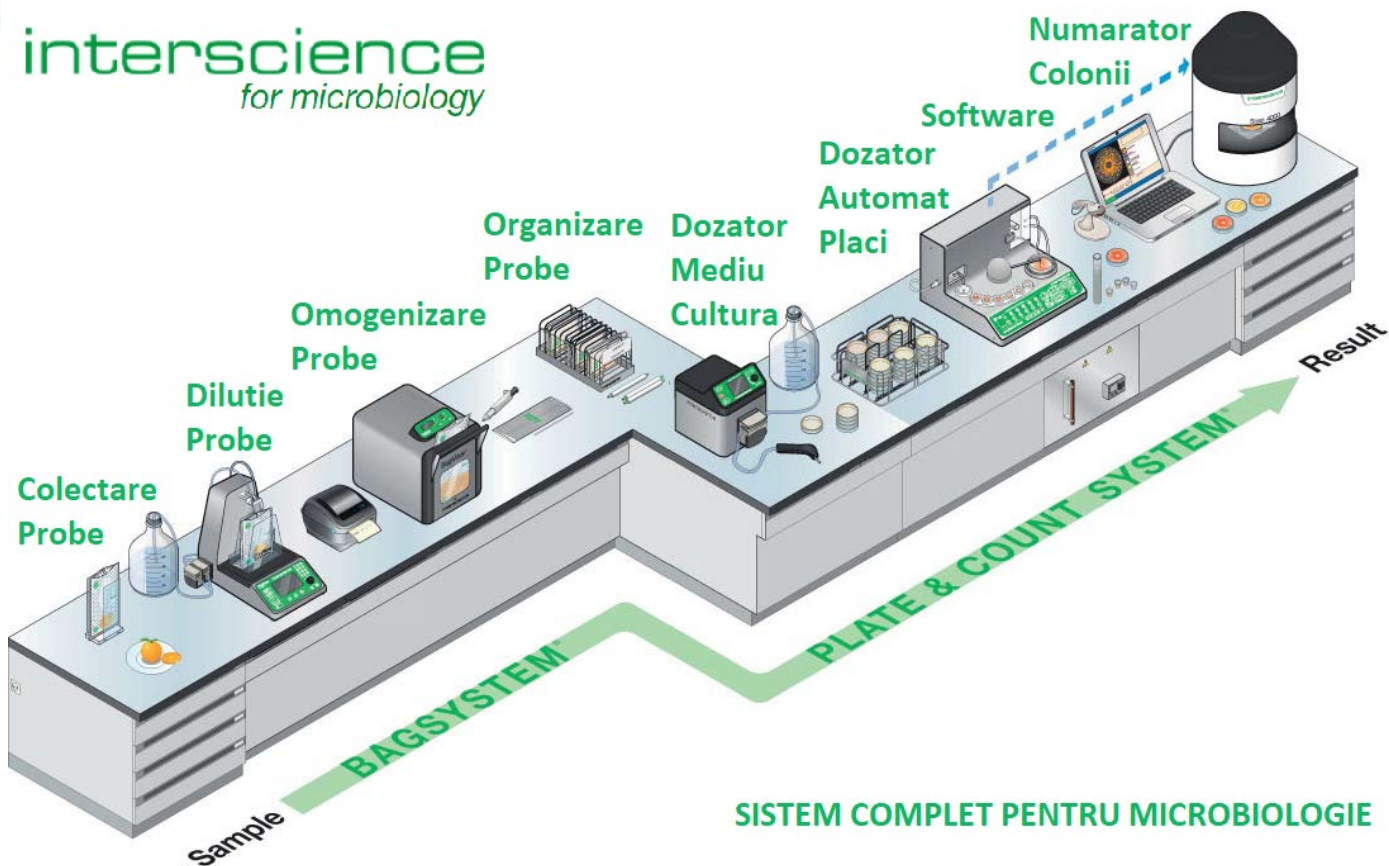 interscience
for microbiology
Numarator
Colonii
Software
Dozator
Automat
Placi
Organizare
Probe
Dozator
Mediu
Cultura
Omogenizare
Probe
Dilutie
Probe
Colectare
Probe
Sample
BAGSYSTEM®
PLATE & COUNT SYSTEM®
Result
SISTEM COMPLET PENTRU MICROBIOLOGIE